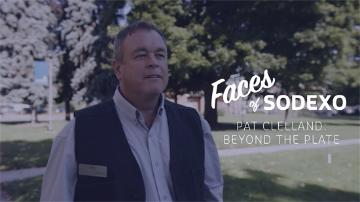 Faces
of SODEXO
PAT CLELLAND:
BEYOND THE PLATE